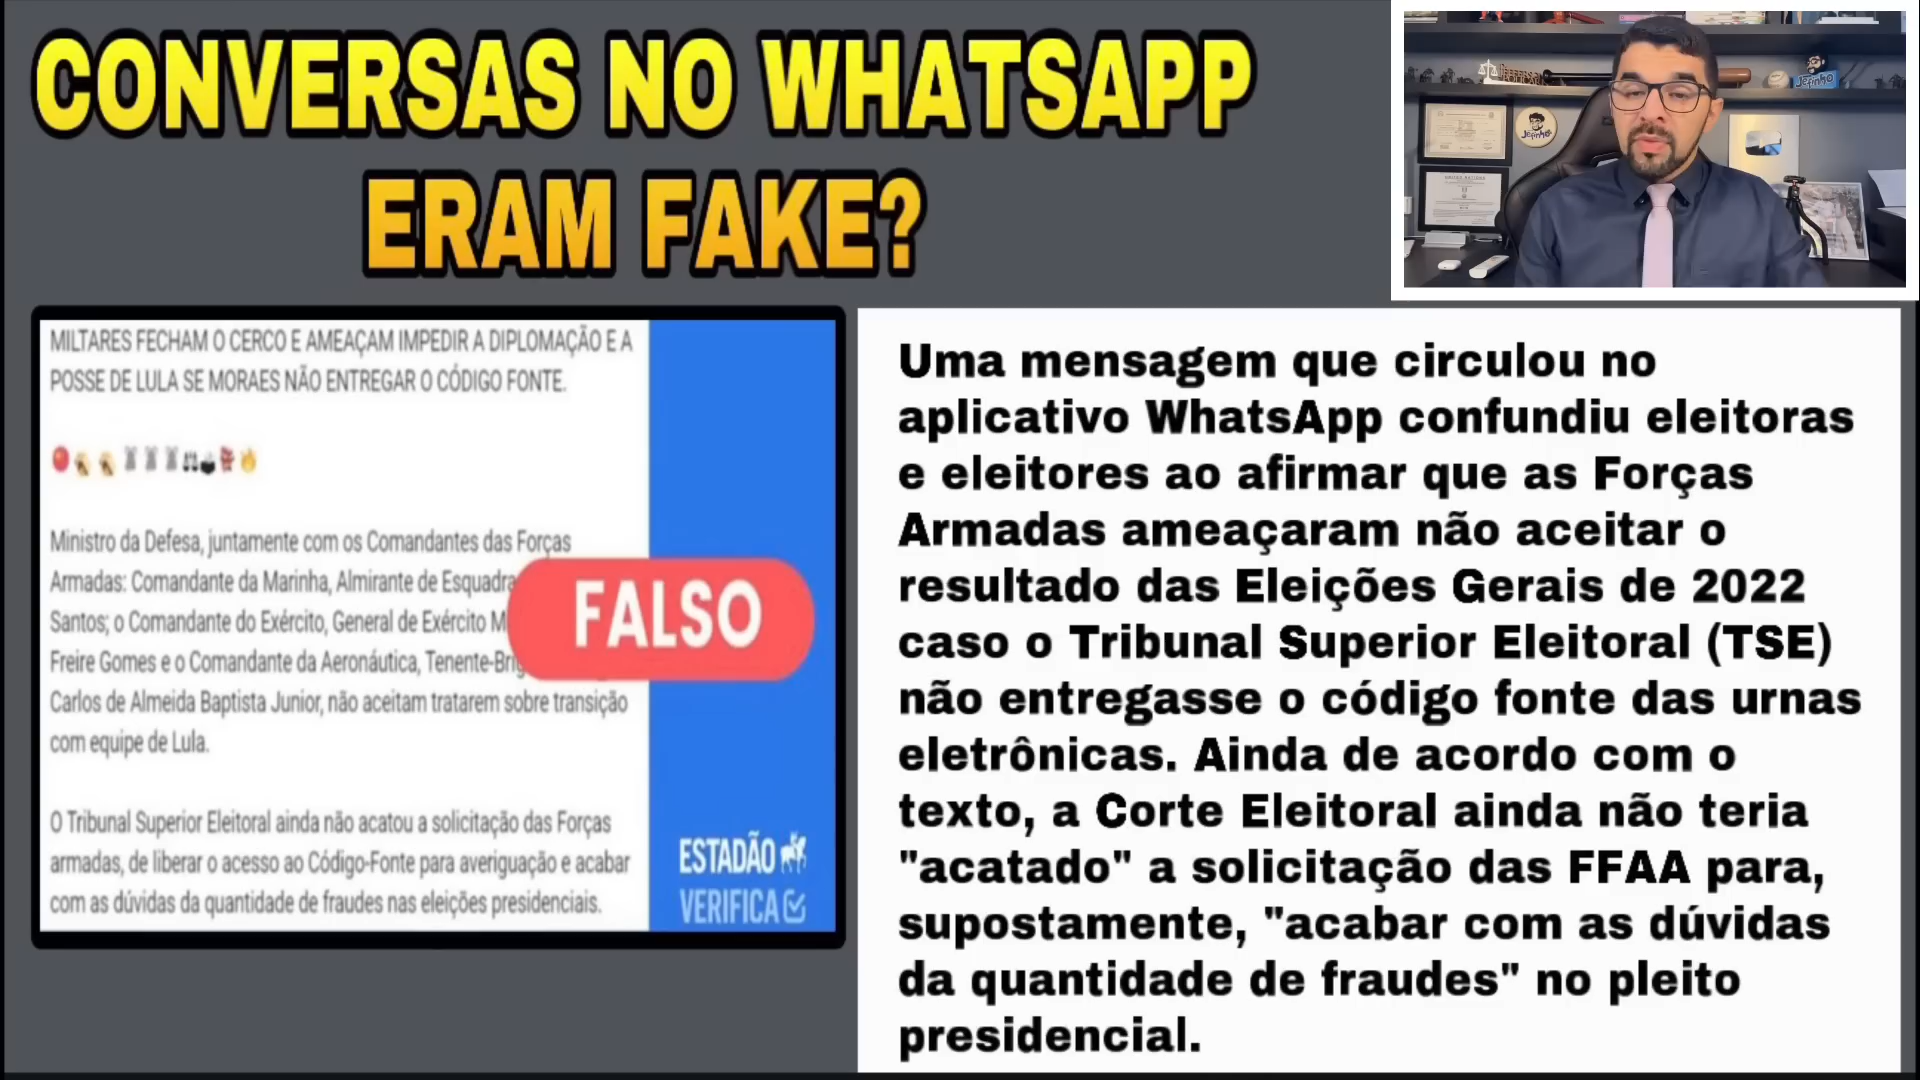 CONVERSAS NO WHATSAPP
ERAM FAKE?
Jefinho
Jefinho
MILTARES FECHAM O CERCO E AMEAÇAM IMPEDIR A DIPLOMAÇÃO E A
POSSE DE LULA SE MORAES NÃO ENTREGAR O CÓDIGO FONTE.
Ministro da Defesa, juntamente com os Comandantes das Forças
Armadas: Comandante da Marinha, Almirante de Esquadra
Santos; o Comandante do Exército, General de Exército M
Freire Gomes e o Comandante da Aeronáutica, Tenente-Brig
Carlos de Almeida Baptista Junior, não aceitam tratarem sobre transição
com equipe de Lula.
O Tribunal Superior Eleitoral ainda não acatou a solicitação das Forças
armadas, de liberar o acesso ao Código-Fonte para averiguação e acabar
com as dúvidas da quantidade de fraudes nas eleições presidenciais.
FALSO
ESTADÃO
VERIFICA
Uma mensagem que circulou no
aplicativo WhatsApp confundiu eleitoras
e eleitores ao afirmar que as Forças
Armadas ameaçaram não aceitar o
resultado das Eleições Gerais de 2022
caso o Tribunal Superior Eleitoral (TSE)
não entregasse o código fonte das urnas
eletrônicas. Ainda de acordo com o
texto, a Corte Eleitoral ainda não teria
"acatado" a solicitação das FFAA para,
supostamente, "acabar com as dúvidas
da quantidade de fraudes" no pleito
presidencial.